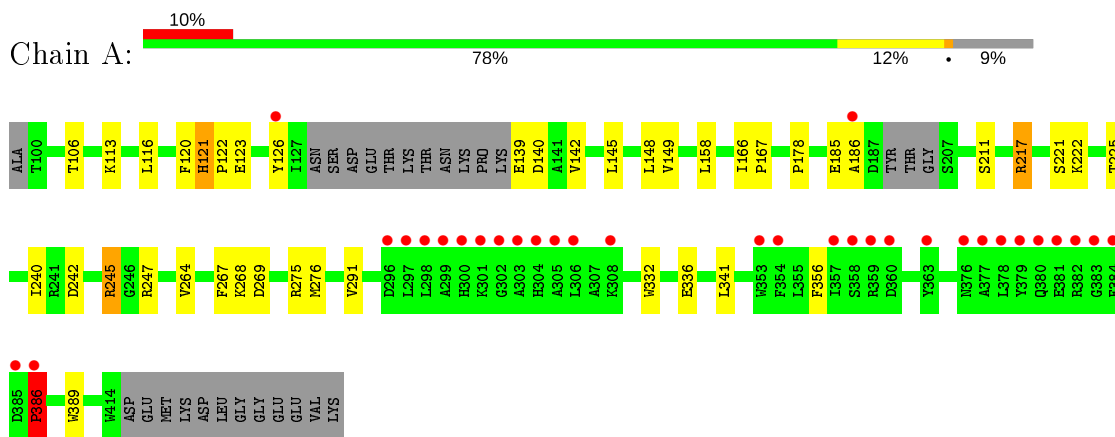 10%
Chain A:
78%
12%
•
9%
ALA T100 T106 K113 L116 F120 H121 P122 E123 Y126 I127 ASN SER ASP GLU THR LYS THR ASN LYS PRO LYS E139 D140 A141 V142 L145 L148 V149 L158 I166 P167 P178 E185 A186 D187 TYR THR GLY S207 S211 R217 S221 K222 T225
I240 R241 D242 R245 G246 R247 V264 F267 K268 D269 R275 M276 V291 D296 L297 L298 A299 H300 K301 G302 A303 H304 A305 L306 A307 K308 W332 E336 L341 W353 F354 L355 F356 I357 S358 R359 D360 Y363 N376 A377 L378 Y379 Q380 E381 R382 G383 E384
D385 P386 W389 W414 ASP GLU MET LYS ASP LEU GLY GLY GLU GLU VAL LYS